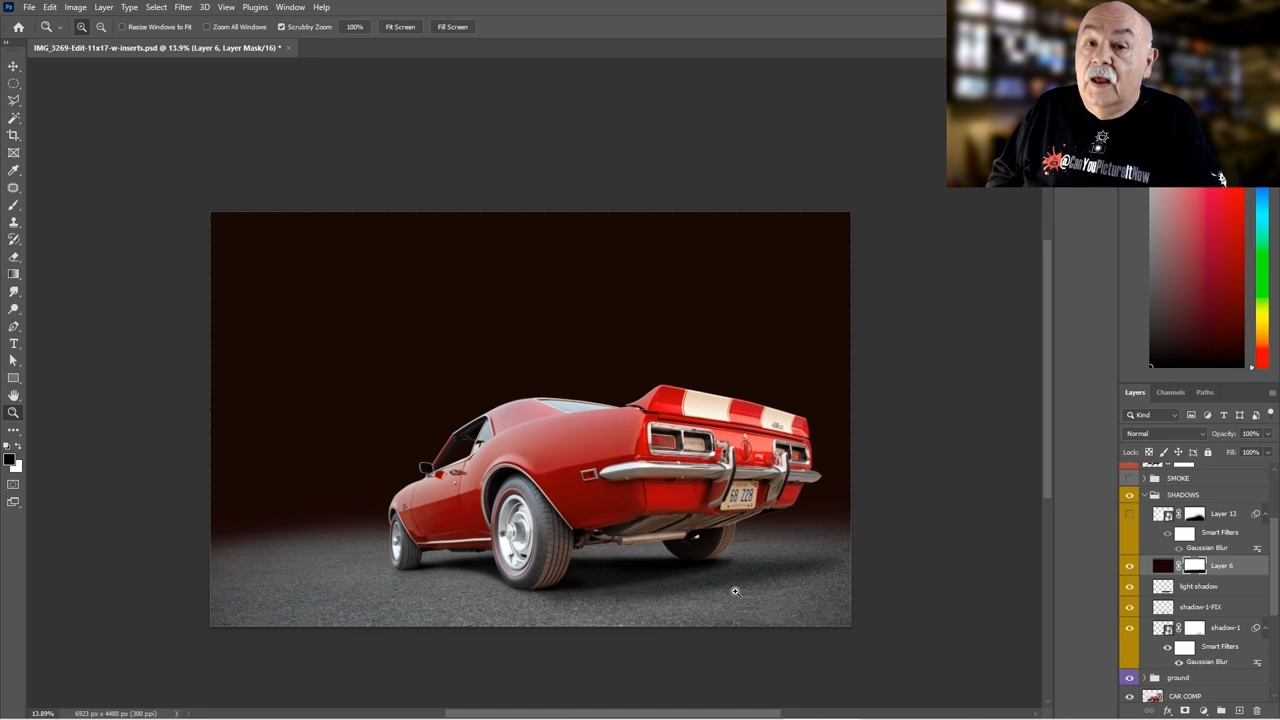 Ps File Edit Image Layer Type Select Filter 3D View Plugins Window Help
Resize Windows to Fit Zoom All Windows Scrubby Zoom 100% Fit Screen Fill Screen
IMG_3269-Edit-11x17-w-inserts.psd @ 13.9% (Layer 6, Layer Mask/16) *
@CanYouPictureItNow
68 Z28
Layers Channels Paths
Kind
Normal Opacity: 100%
Lock: Fill: 100%
SMOKE
SHADOWS
Layer 13
Smart Filters
Gaussian Blur
Layer 6
light shadow
shadow-1-FIX
shadow-1
Smart Filters
Gaussian Blur
ground
CAR COMP
13.89% 6923 px x 4480 px (300 ppi)